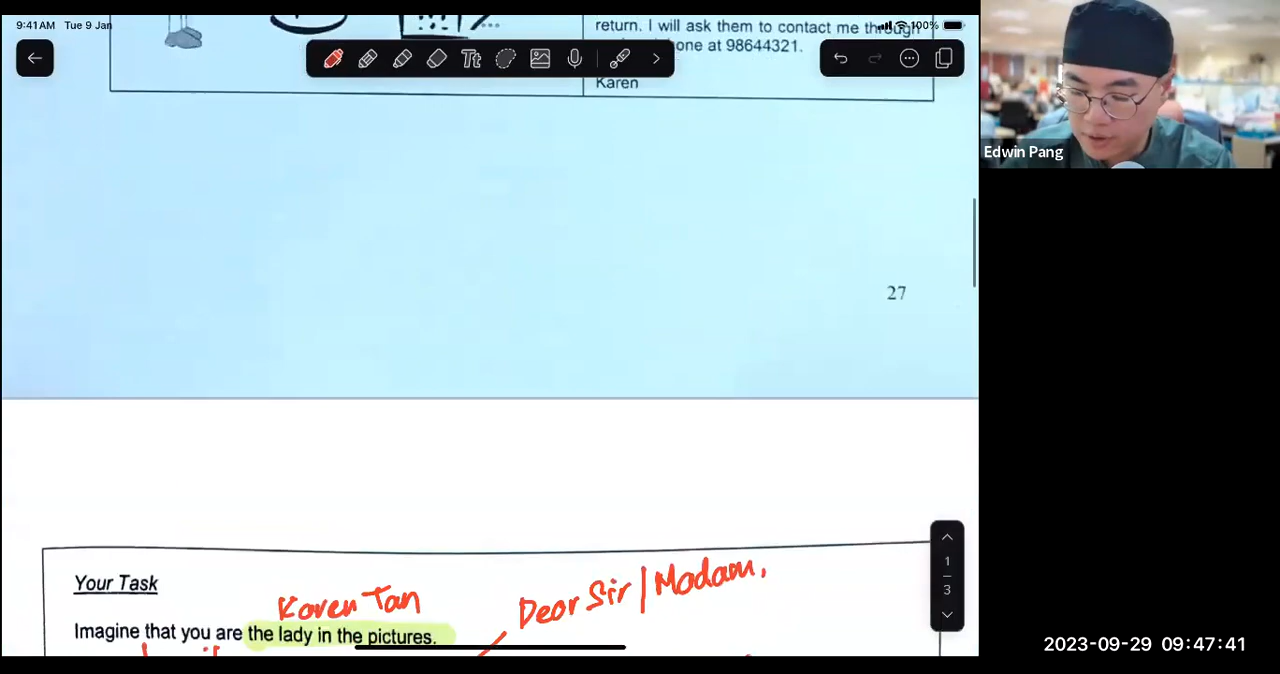 9:41AM Tue 9 Jan
100%
return. I will ask them to contact me through
one at 98644321.
Karen
Tt
Edwin Pang
27
1
3
Your Task
Karen Tan
Dear Sir/Madam,
Imagine that you are the lady in the pictures.
2023-09-29 09:47:41